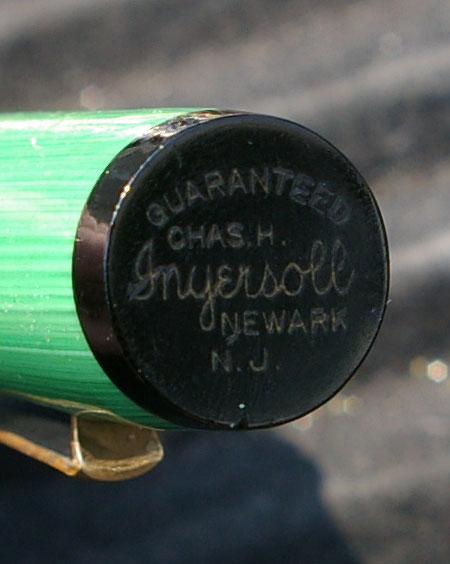 GUARANTEED
CHAS. H.
Ingersoll
NEWARK
N. J.